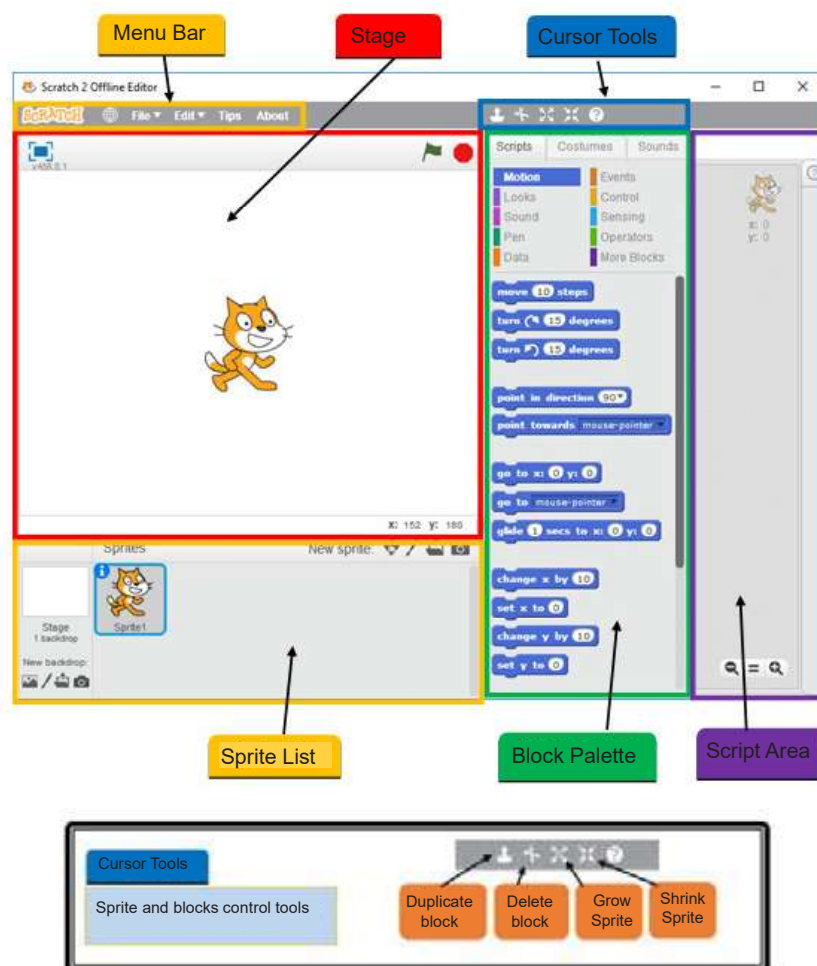 Menu Bar
Stage
Cursor Tools
Scratch 2 Offline Editor
SCRATCH File Edit Tips About
v458.0.1
Scripts Costumes Sounds
Motion Events
Looks Control
Sound Sensing
Pen Operators
Data More Blocks
x: 0
y: 0
move 10 steps
turn 15 degrees
turn 15 degrees
point in direction 90
point towards mouse-pointer
go to x: 0 y: 0
go to mouse-pointer
glide 1 secs to x: 0 y: 0
change x by 10
set x to 0
change y by 10
set y to 0
X: 152 y: 180
Sprites New sprite:
Stage
1 backdrop
Sprite1
New backdrop:
Sprite List
Block Palette
Script Area
Cursor Tools
Sprite and blocks control tools
Duplicate
block
Delete
block
Grow
Sprite
Shrink
Sprite